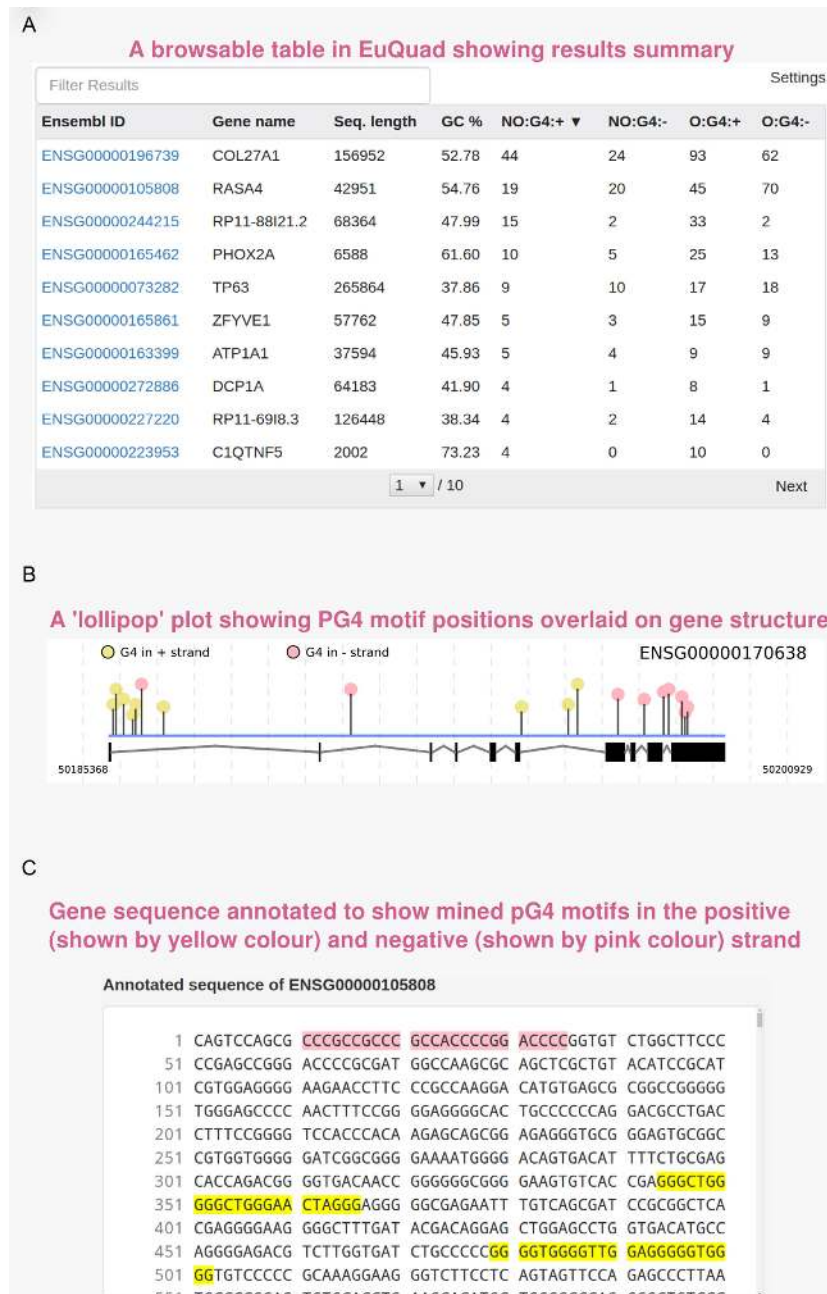 A
A browsable table in EuQuad showing results summary
Filter Results
Settings
Ensembl ID Gene name Seq. length GC % NO:G4:+ ▼ NO:G4:- O:G4:+ O:G4:-
ENSG00000196739 COL27A1 156952 52.78 44 24 93 62
ENSG00000105808 RASA4 42951 54.76 19 20 45 70
ENSG00000244215 RP11-88I21.2 68364 47.99 15 2 33 2
ENSG00000165462 PHOX2A 6588 61.60 10 5 25 13
ENSG00000073282 TP63 265864 37.86 9 10 17 18
ENSG00000165861 ZFYVE1 57762 47.85 5 3 15 9
ENSG00000163399 ATP1A1 37594 45.93 5 4 9 9
ENSG00000272886 DCP1A 64183 41.90 4 1 8 1
ENSG00000227220 RP11-69I8.3 126448 38.34 4 2 14 4
ENSG00000223953 C1QTNF5 2002 73.23 4 0 10 0
1 ▼ / 10 Next
B
A 'lollipop' plot showing PG4 motif positions overlaid on gene structure
G4 in + strand G4 in - strand ENSG00000170638
50185368 50200929
C
Gene sequence annotated to show mined pG4 motifs in the positive
(shown by yellow colour) and negative (shown by pink colour) strand
Annotated sequence of ENSG00000105808
1 CAGTCCAGCG CCCGCCGCCC GCCACCCCGG ACCCCGGTGT CTGGCTTCCC
51 CCGAGCCGGG ACCCCGCGAT GGCCAAGCGC AGCTCGCTGT ACATCCGCAT
101 CGTGGAGGGG AAGAACCTTC CCGCCAAGGA CATGTGAGCG CGGCCGGGGG
151 TGGGAGCCCC AACTTTCCGG GGAGGGGCAC TGCCCCCCAG GACGCCTGAC
201 CTTTCCGGGG TCCACCCACA AGAGCAGCGG AGAGGGTGCG GGAGTGCGGC
251 CGTGGTGGGG GATCGGCGGG GAAAATGGGG ACAGTGACAT TTTCTGCGAG
301 CACCAGACGG GGTGACAACC GGGGGGCGGG GAAGTGTCAC CCGAGGGCTGG
351 GGGCTGGGAA CTAGGGAGGG GGCGAGAATT TGTCAGCGAT CCGCGGCTCA
401 CGAGGGGAAG GGGCTTTGAT ACGACAGGAG CTGGAGCCTG GTGACATGCC
451 AGGGGAGACG TCTTGGTGAT CTGCCCCCGG GGTGGGGTTG GAGGGGGTGG
501 GGTGTCCCCC GCAAAGGAAG GGTCTTCCTC AGTAGTTCCA GAGCCCTTAA